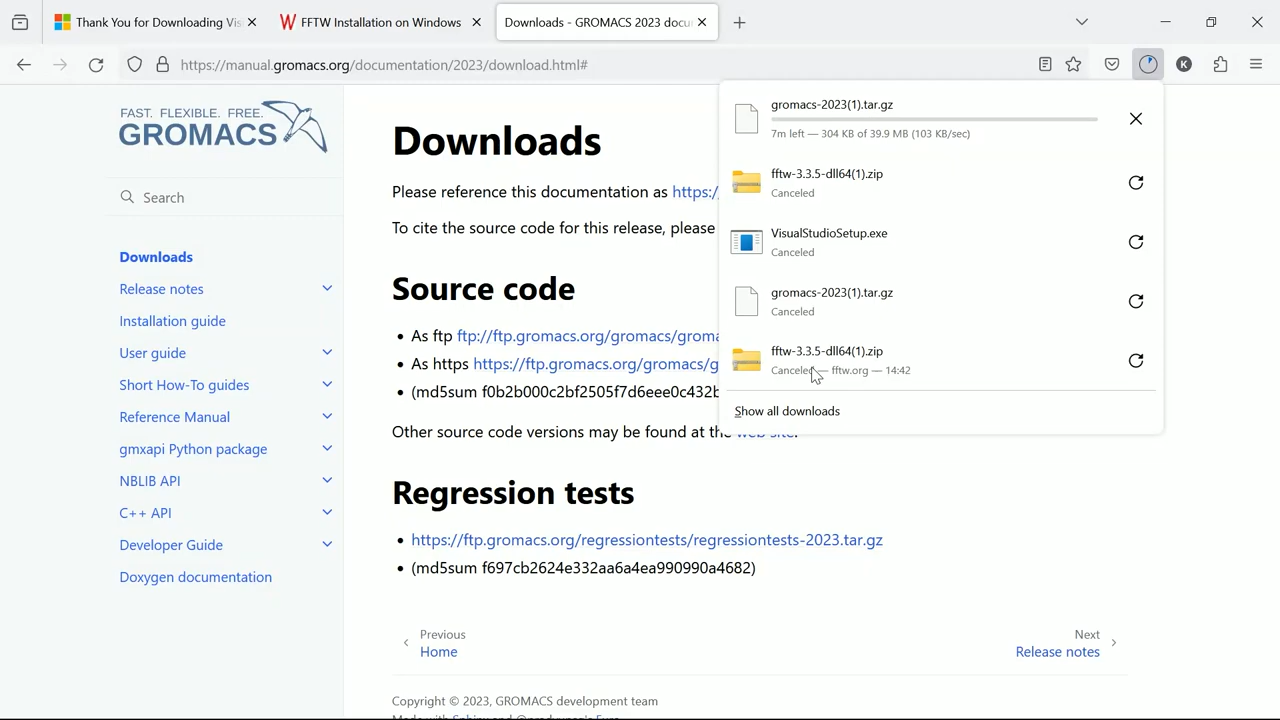 Thank You for Downloading Vis
FFTW Installation on Windows
Downloads - GROMACS 2023 docu
https://manual.gromacs.org/documentation/2023/download.html#
K
FAST. FLEXIBLE. FREE.
GROMACS
Search
Downloads
Release notes
Installation guide
User guide
Short How-To guides
Reference Manual
gmxapi Python package
NBLIB API
C++ API
Developer Guide
Doxygen documentation
Downloads
Please reference this documentation as https:/
To cite the source code for this release, please
Source code
• As ftp ftp://ftp.gromacs.org/gromacs/groma
• As https https://ftp.gromacs.org/gromacs/g
• (md5sum f0b2b000c2bf2505f7d6eee0c432b
Other source code versions may be found at the web site.
Regression tests
• https://ftp.gromacs.org/regressiontests/regressiontests-2023.tar.gz
• (md5sum f697cb2624e332aa6a4ea990990a4682)
Previous
Home
Next
Release notes
Copyright © 2023, GROMACS development team
Made with Sphinx and @pradyunsg's Furo
gromacs-2023(1).tar.gz
7m left — 304 KB of 39.9 MB (103 KB/sec)
fftw-3.3.5-dll64(1).zip
Canceled
VisualStudioSetup.exe
Canceled
gromacs-2023(1).tar.gz
Canceled
fftw-3.3.5-dll64(1).zip
Canceled — fftw.org — 14:42
Show all downloads